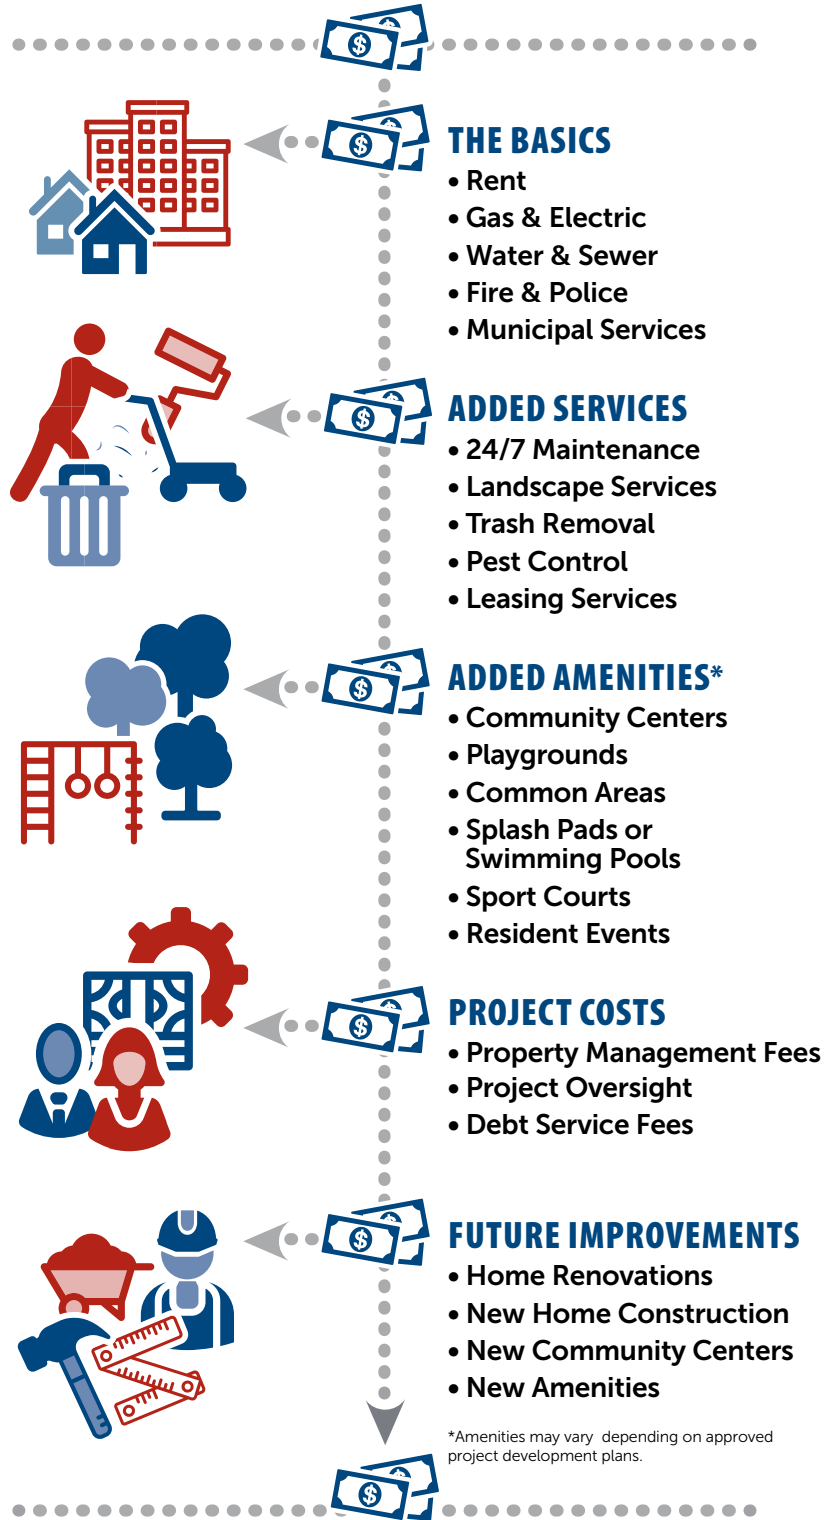 THE BASICS
• Rent
• Gas & Electric
• Water & Sewer
• Fire & Police
• Municipal Services
ADDED SERVICES
• 24/7 Maintenance
• Landscape Services
• Trash Removal
• Pest Control
• Leasing Services
ADDED AMENITIES*
• Community Centers
• Playgrounds
• Common Areas
• Splash Pads or
Swimming Pools
• Sport Courts
• Resident Events
PROJECT COSTS
• Property Management Fees
• Project Oversight
• Debt Service Fees
FUTURE IMPROVEMENTS
• Home Renovations
• New Home Construction
• New Community Centers
• New Amenities
*Amenities may vary depending on approved
project development plans.